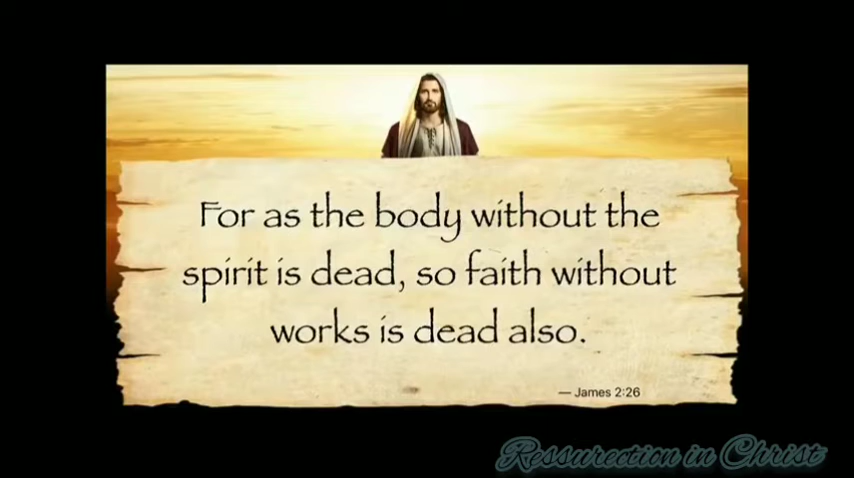 For as the body without the
spirit is dead, so faith without
works is dead also.
— James 2:26
Ressurection in Christ